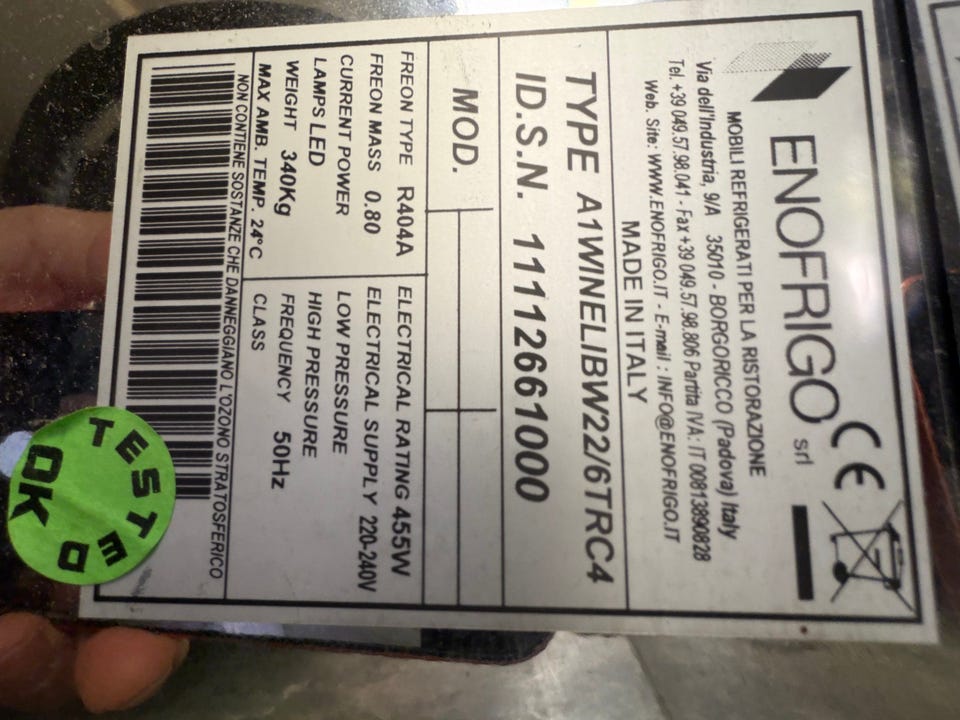 ENOFRIGO srl
CE
MOBILI REFRIGERATI PER LA RISTORAZIONE
Via dell'Industria, 9/A 35010 - BORGORICCO (Padova) Italy
Tel. +39 049.57.98.041 - Fax +39 049.57.98.806 Partita IVA: IT 00813890828
Web. Site: WWW.ENOFRIGO.IT - E-mail : INFO@ENOFRIGO.IT
MADE IN ITALY
TYPE A1WINELIBW22/6TRC4
ID.S.N. 11112661000
MOD.
FREON TYPE R404A
FREON MASS 0.80
CURRENT POWER
LAMPS LED
WEIGHT 340Kg
MAX AMB. TEMP. 24°C
ELECTRICAL RATING 455W
ELECTRICAL SUPPLY 220-240V
LOW PRESSURE
HIGH PRESSURE
FREQUENCY 50Hz
CLASS
NON CONTIENE SOSTANZE CHE DANNEGGIANO L'OZONO STRATOSFERICO
TESTED
OK